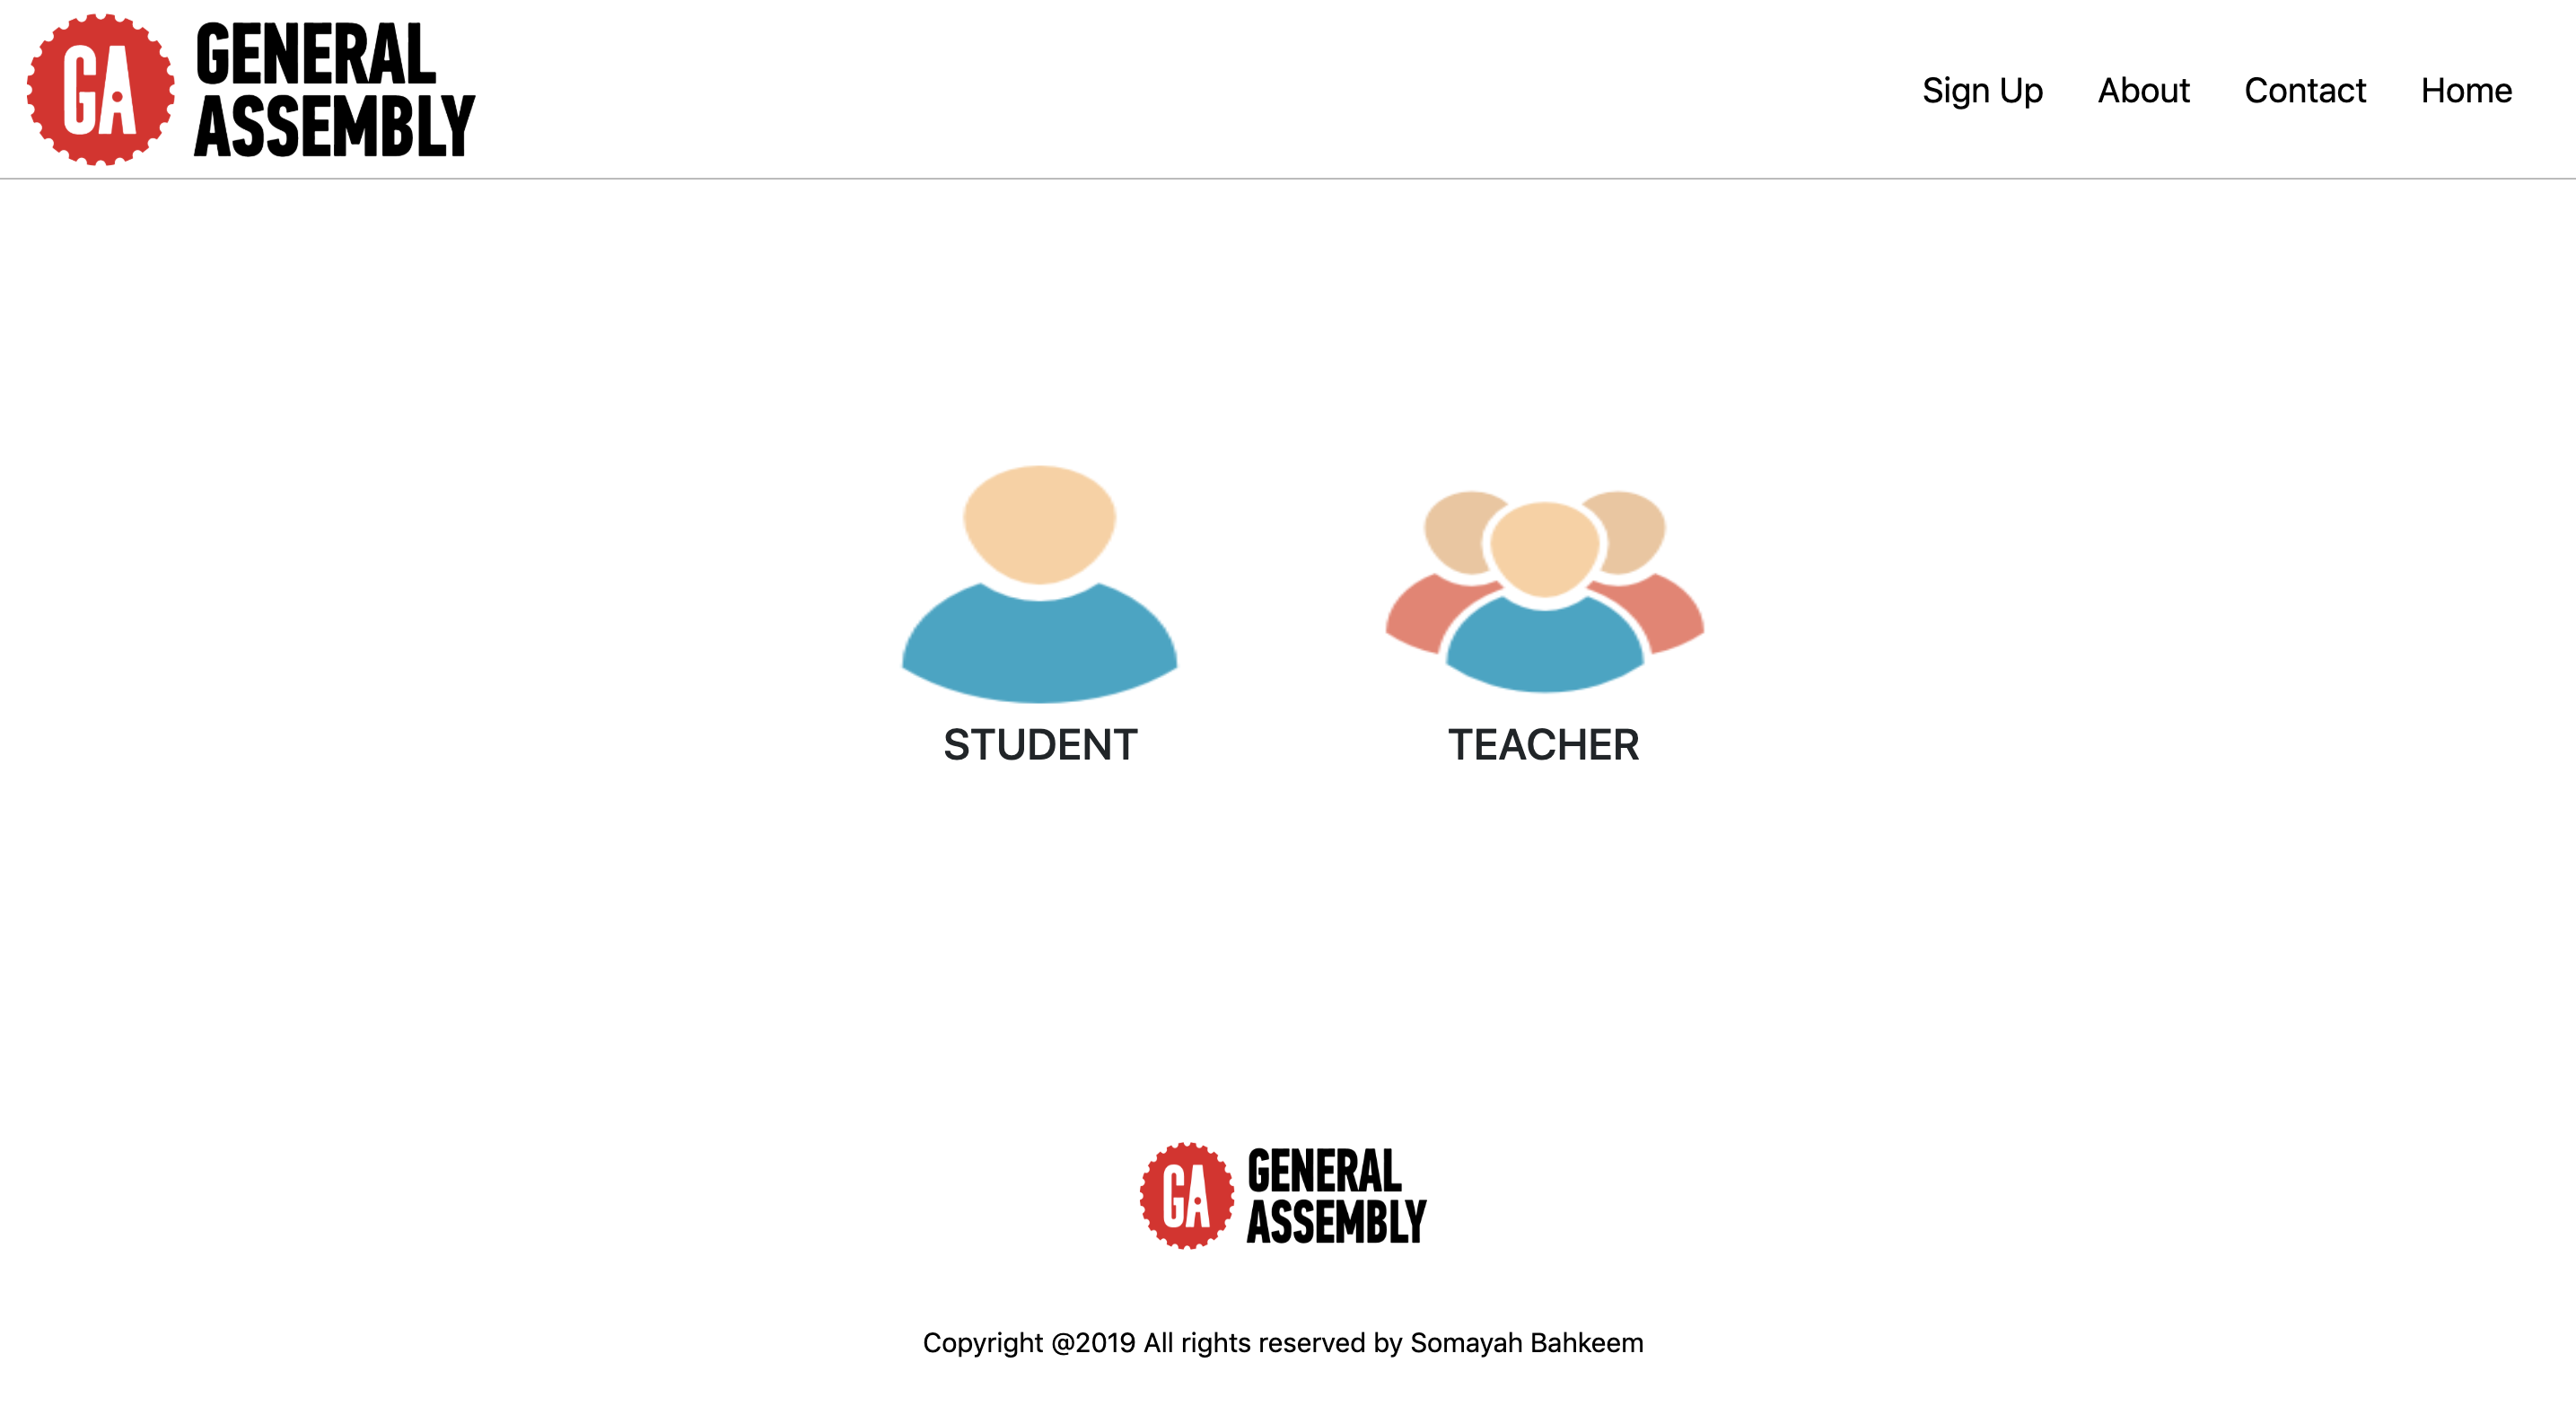 GA GENERAL
ASSEMBLY
Sign Up About Contact Home
STUDENT TEACHER
GA GENERAL
ASSEMBLY
Copyright @2019 All rights reserved by Somayah Bahkeem